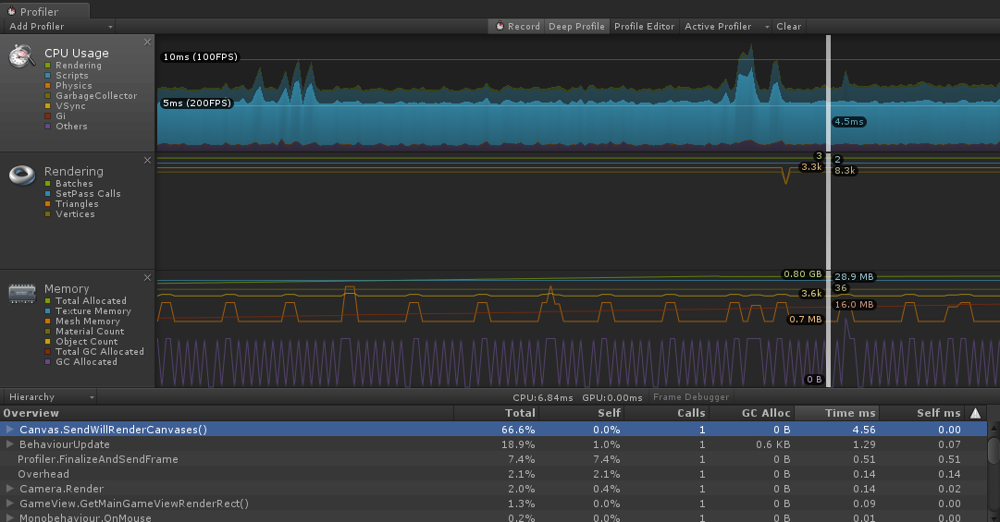 Profiler
Add Profiler Record Deep Profile Profile Editor Active Profiler Clear
CPU Usage
Rendering
Scripts
Physics
GarbageCollector
VSync
Gi
Others
10ms (100FPS)
5ms (200FPS)
4.5ms
Rendering
Batches
SetPass Calls
Triangles
Vertices
3
2
3.3k
8.3k
Memory
Total Allocated
Texture Memory
Mesh Memory
Material Count
Object Count
Total GC Allocated
GC Allocated
0.80 GB
28.9 MB
36
3.6k
16.0 MB
0.7 MB
0 B
Hierarchy CPU:6.84ms GPU:0.00ms Frame Debugger
Overview Total Self Calls GC Alloc Time ms Self ms
Canvas.SendWillRenderCanvases() 66.6% 0.0% 1 0 B 4.56 0.00
BehaviourUpdate 18.9% 1.0% 1 0.6 KB 1.29 0.07
Profiler.FinalizeAndSendFrame 7.4% 7.4% 1 0 B 0.51 0.51
Overhead 2.1% 2.1% 1 0 B 0.14 0.14
Camera.Render 2.0% 0.4% 1 0 B 0.14 0.02
GameView.GetMainGameViewRenderRect() 1.3% 0.0% 1 0 B 0.09 0.00
Monobehaviour.OnMouse 0.2% 0.0% 1 0 B 0.01 0.00